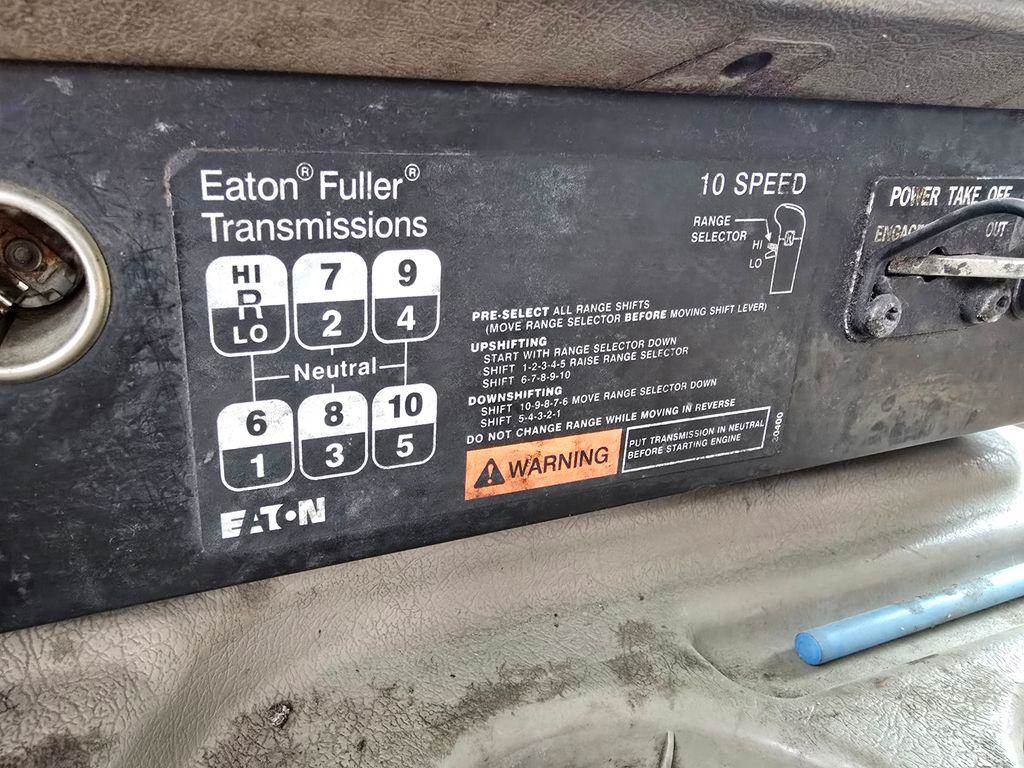 Eaton® Fuller®
Transmissions
HI
R
LO
7
2
9
4
Neutral
6
1
8
3
10
5
EATON
10 SPEED
RANGE
SELECTOR
HI
LO
R
PRE-SELECT ALL RANGE SHIFTS
(MOVE RANGE SELECTOR BEFORE MOVING SHIFT LEVER)
UPSHIFTING
START WITH RANGE SELECTOR DOWN
SHIFT 1-2-3-4-5 RAISE RANGE SELECTOR
SHIFT 6-7-8-9-10
DOWNSHIFTING
SHIFT 10-9-8-7-6 MOVE RANGE SELECTOR DOWN
SHIFT 5-4-3-2-1
DO NOT CHANGE RANGE WHILE MOVING IN REVERSE
WARNING
PUT TRANSMISSION IN NEUTRAL
BEFORE STARTING ENGINE
20400
POWER TAKE OFF
OUT